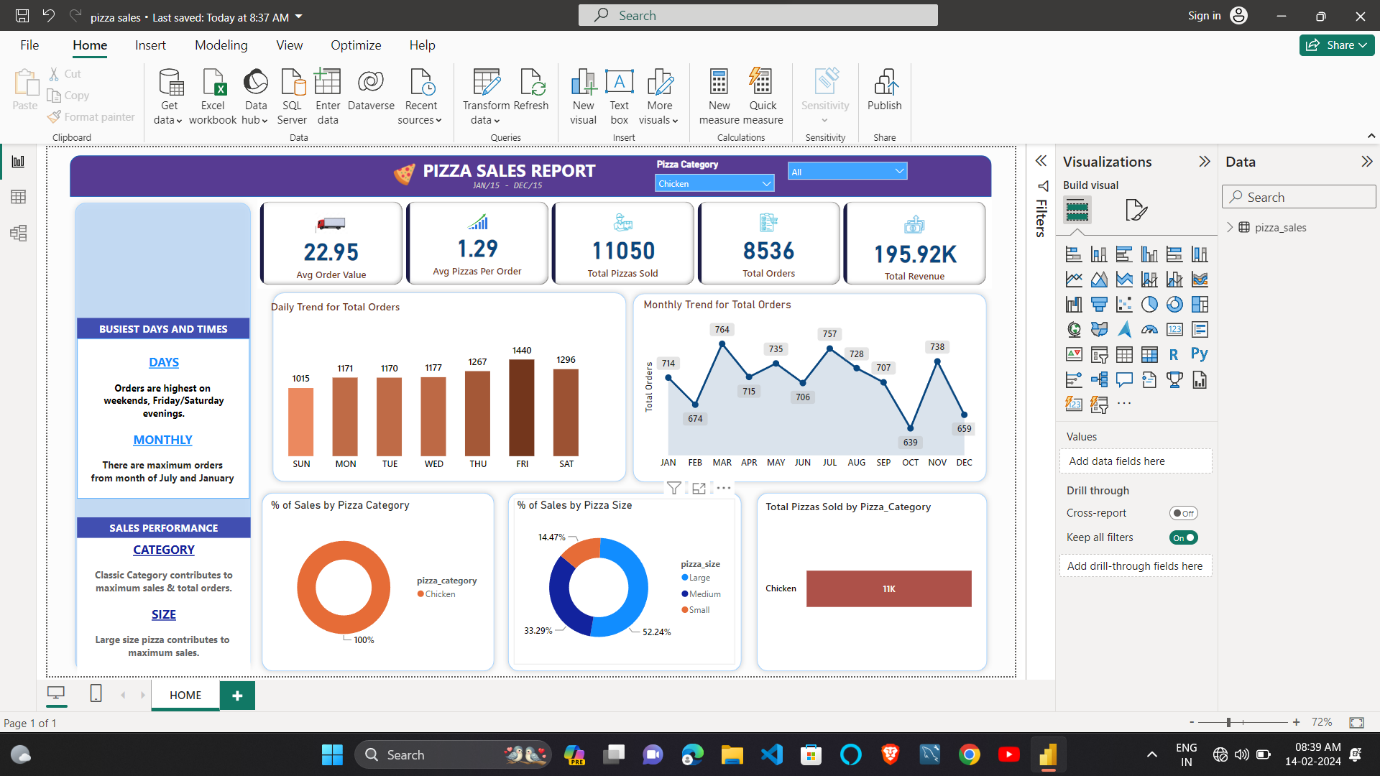 pizza sales • Last saved: Today at 8:37 AM
Search
Sign in
File
Home
Insert
Modeling
View
Optimize
Help
Share
Paste
Cut
Copy
Format painter
Clipboard
Get data
Excel workbook
Data hub
SQL Server
Enter data
Dataverse
Recent sources
Data
Transform data
Refresh
Queries
New visual
Text box
More visuals
Insert
New measure
Quick measure
Calculations
Sensitivity
Sensitivity
Publish
Share
PIZZA SALES REPORT
JAN/15 - DEC/15
Pizza Category
Chicken
All
BUSIEST DAYS AND TIMES
DAYS
Orders are highest on
weekends, Friday/Saturday
evenings.
MONTHLY
There are maximum orders
from month of July and January
SALES PERFORMANCE
CATEGORY
Classic Category contributes to
maximum sales & total orders.
SIZE
Large size pizza contributes to
maximum sales.
22.95
Avg Order Value
1.29
Avg Pizzas Per Order
11050
Total Pizzas Sold
8536
Total Orders
195.92K
Total Revenue
Daily Trend for Total Orders
1015
1171
1170
1177
1267
1440
1296
SUN MON TUE WED THU FRI SAT
Monthly Trend for Total Orders
Total Orders
714
674
764
715
735
706
757
728
707
639
738
659
JAN FEB MAR APR MAY JUN JUL AUG SEP OCT NOV DEC
% of Sales by Pizza Category
100%
pizza_category
Chicken
% of Sales by Pizza Size
14.47%
33.29%
52.24%
pizza_size
Large
Medium
Small
Total Pizzas Sold by Pizza_Category
Chicken
11K
Filters
Visualizations
Build visual
R
Py
123
123
Values
Add data fields here
Drill through
Cross-report
Off
Keep all filters
On
Add drill-through fields here
Data
Search
pizza_sales
HOME
Page 1 of 1
- + 72%
Search
PRE
ENG
IN
08:39 AM
14-02-2024